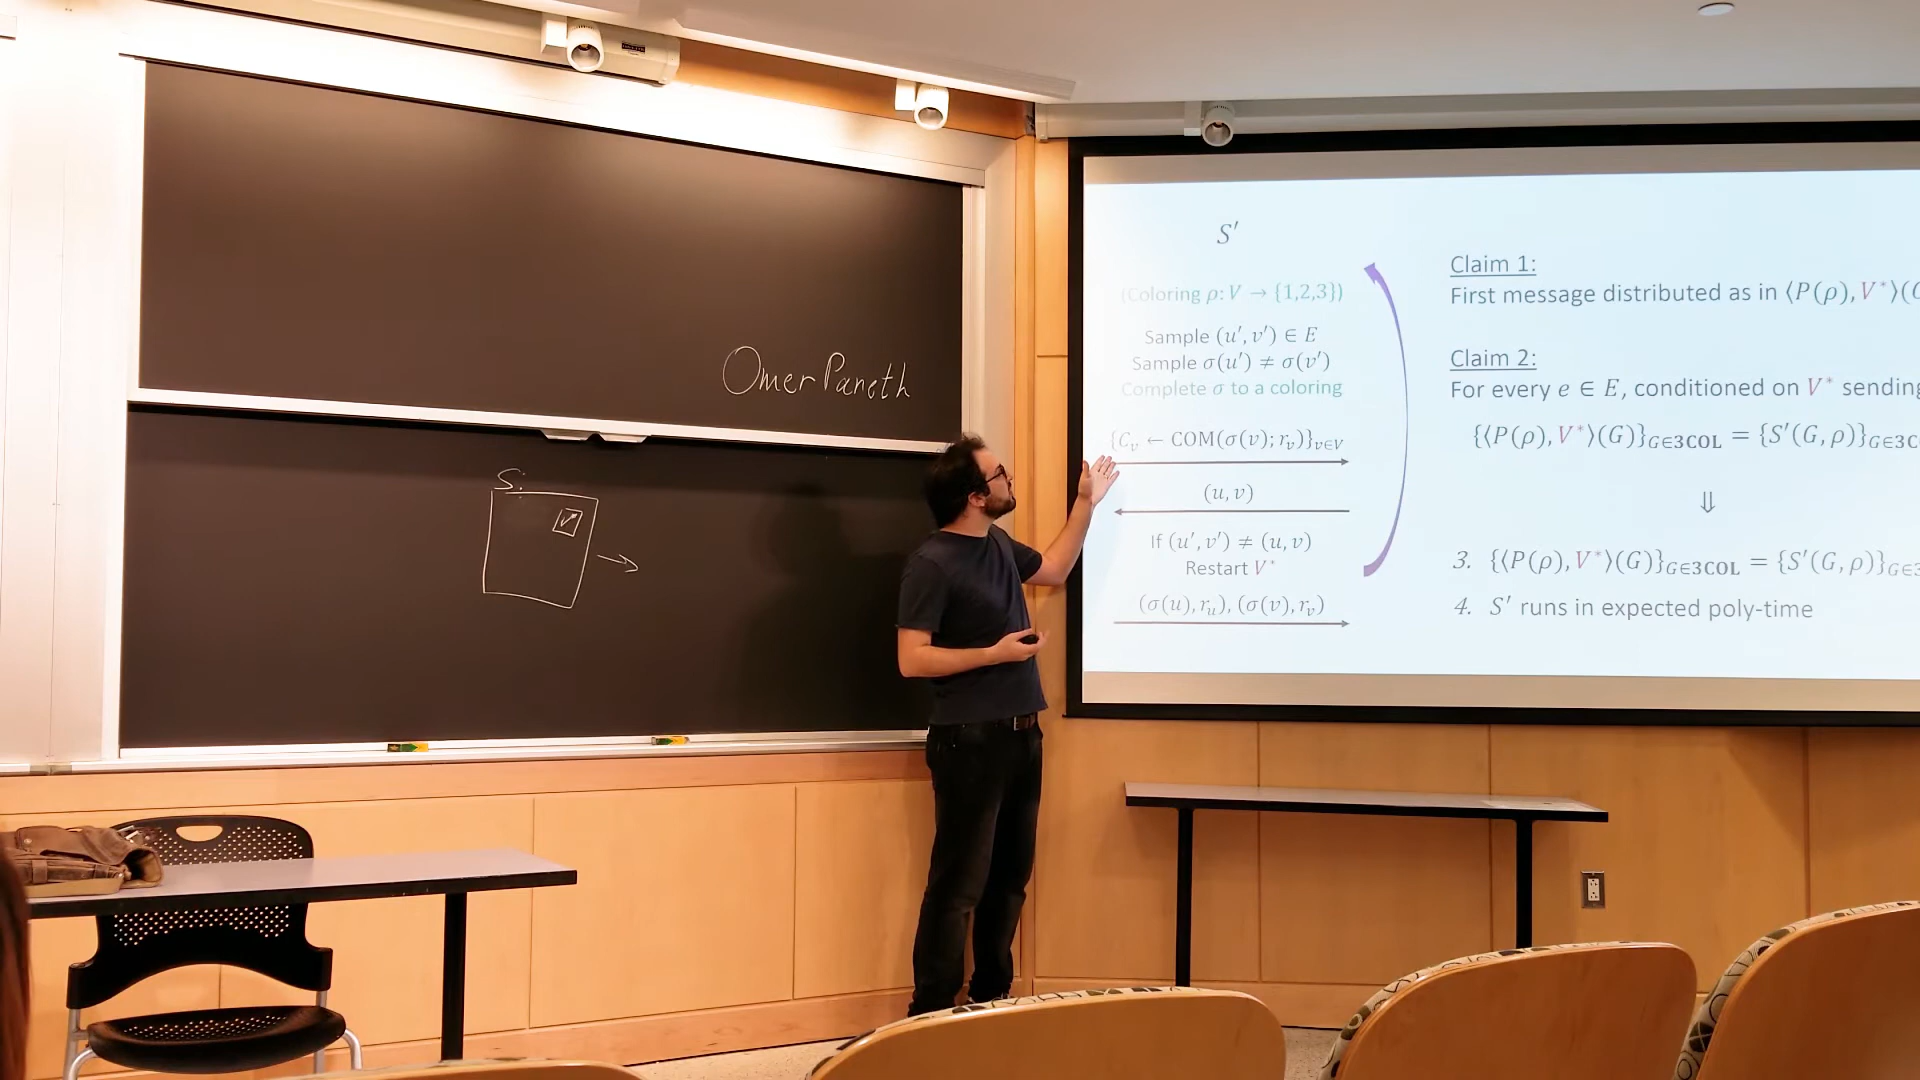 Omer Paneth
S:
V*
S′
(Coloring ρ: V → {1,2,3})
Sample (u′, v′) ∈ E
Sample σ(u′) ≠ σ(v′)
Complete σ to a coloring
{C_v ← COM(σ(v); r_v)}_{v∈V}
(u, v)
If (u′, v′) ≠ (u, v)
Restart V*
(σ(u), r_u), (σ(v), r_v)
Claim 1:
First message distributed as in ⟨P(ρ), V*⟩(
Claim 2:
For every e ∈ E, conditioned on V* sending
{⟨P(ρ), V*⟩(G)}_{G∈3COL} = {S′(G, ρ)}_{G∈3C
⇓
3. {⟨P(ρ), V*⟩(G)}_{G∈3COL} = {S′(G, ρ)}_{G∈
4. S′ runs in expected poly-time